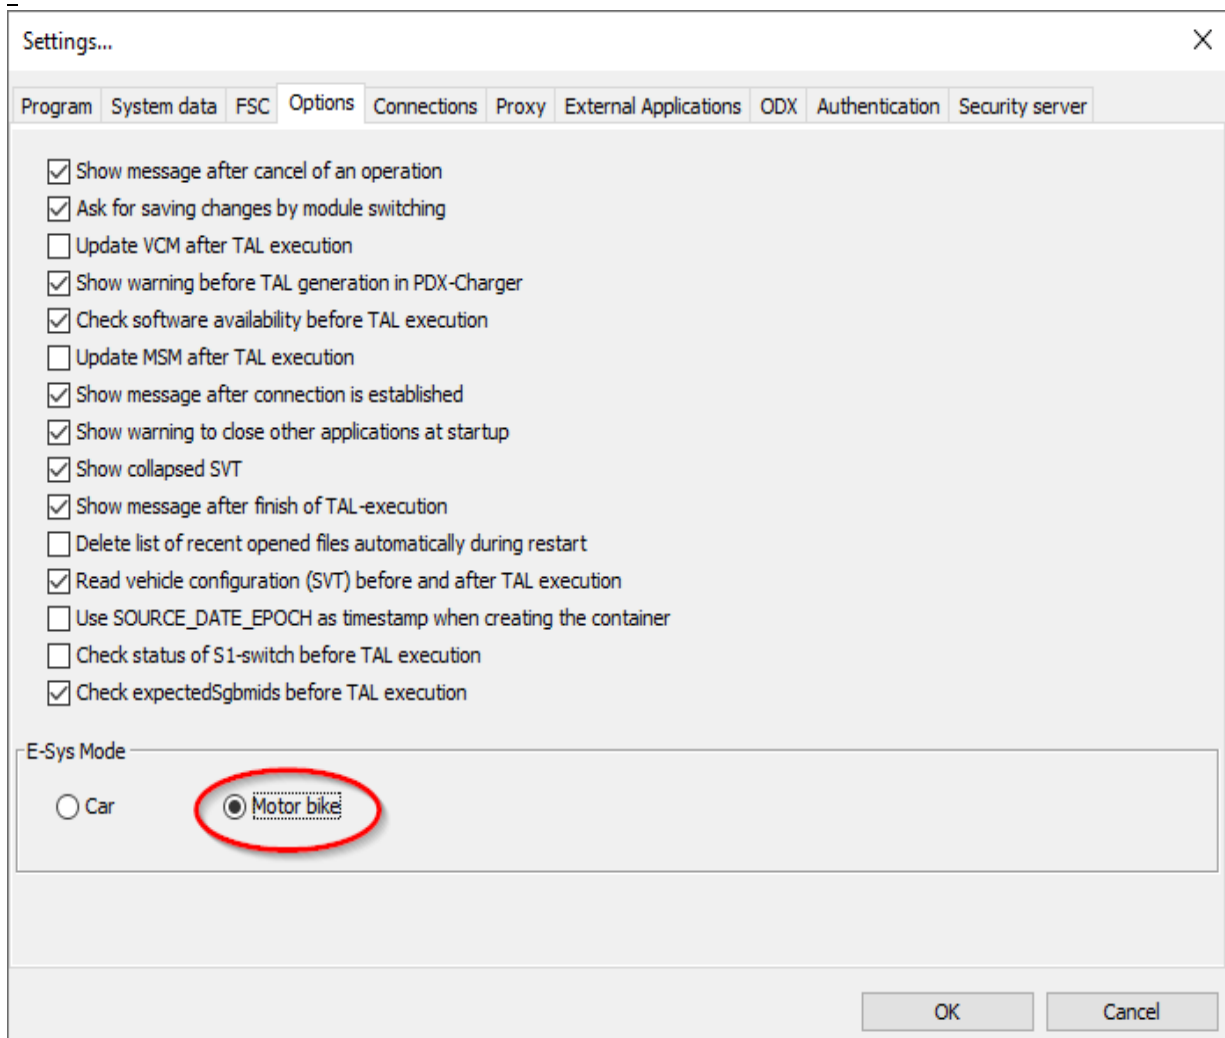 Settings...
Program System data FSC Options Connections Proxy External Applications ODX Authentication Security server
Show message after cancel of an operation
Ask for saving changes by module switching
Update VCM after TAL execution
Show warning before TAL generation in PDX-Charger
Check software availability before TAL execution
Update MSM after TAL execution
Show message after connection is established
Show warning to close other applications at startup
Show collapsed SVT
Show message after finish of TAL-execution
Delete list of recent opened files automatically during restart
Read vehicle configuration (SVT) before and after TAL execution
Use SOURCE_DATE_EPOCH as timestamp when creating the container
Check status of S1-switch before TAL execution
Check expectedSgbmids before TAL execution
E-Sys Mode
Car Motor bike
OK Cancel